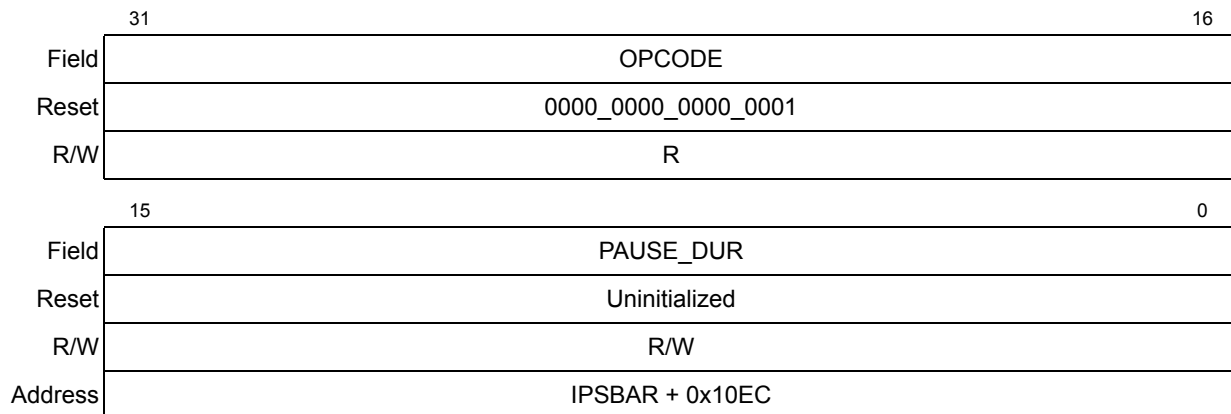 31 16
Field OPCODE
Reset 0000_0000_0000_0001
R/W R
15 0
Field PAUSE_DUR
Reset Uninitialized
R/W R/W
Address IPSBAR + 0x10EC